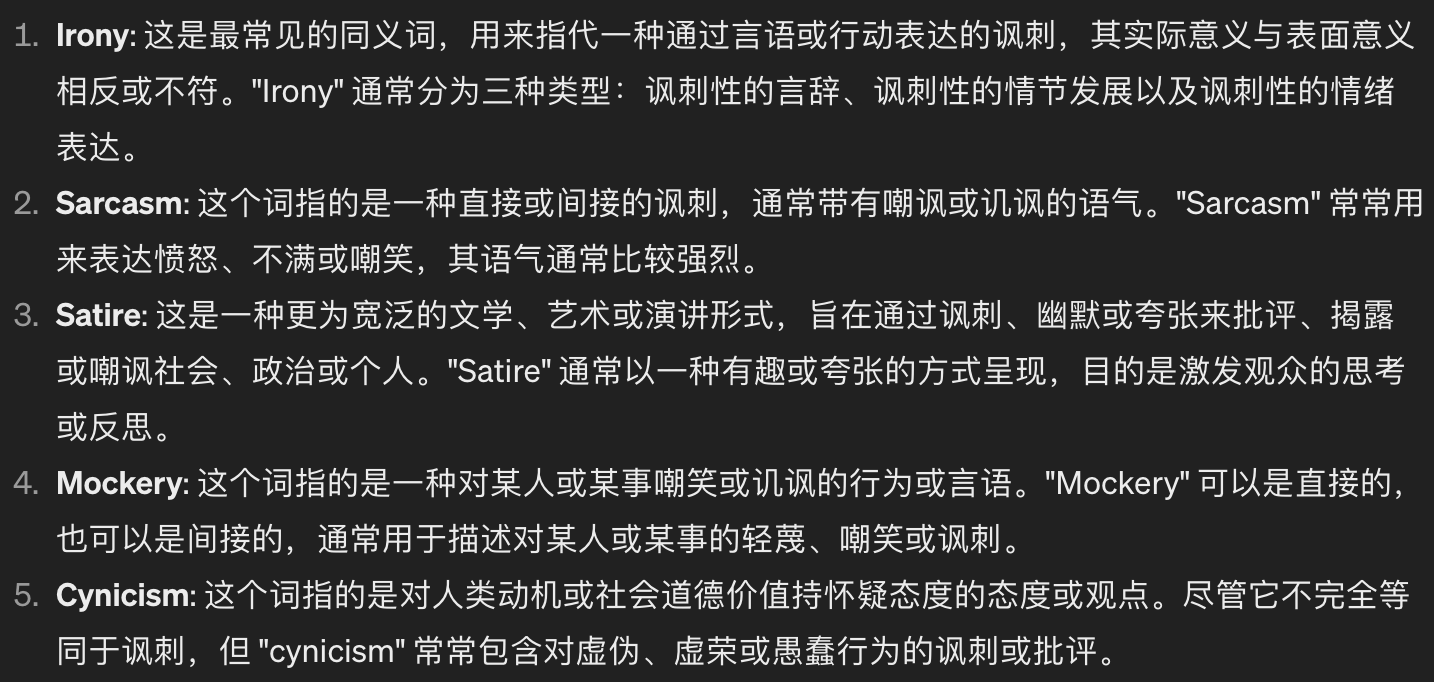 1. Irony: 这是最常见的同义词，用来指代一种通过言语或行动表达的讽刺，其实际意义与表面意义
相反或不符。"Irony" 通常分为三种类型：讽刺性的言辞、讽刺性的情节发展以及讽刺性的情绪
表达。
2. Sarcasm: 这个词指的是一种直接或间接的讽刺，通常带有嘲讽或讥讽的语气。"Sarcasm" 常常用
来表达愤怒、不满或嘲笑，其语气通常比较强烈。
3. Satire: 这是一种更为宽泛的文学、艺术或演讲形式，旨在通过讽刺、幽默或夸张来批评、揭露
或嘲讽社会、政治或个人。"Satire" 通常以一种有趣或夸张的方式呈现，目的是激发观众的思考
或反思。
4. Mockery: 这个词指的是一种对某人或某事嘲笑或讥讽的行为或言语。"Mockery" 可以是直接的，
也可以是间接的，通常用于描述对某人或某事的轻蔑、嘲笑或讽刺。
5. Cynicism: 这个词指的是对人类动机或社会道德价值持怀疑态度的态度或观点。尽管它不完全等
同于讽刺，但 "cynicism" 常常包含对虚伪、虚荣或愚蠢行为的讽刺或批评。